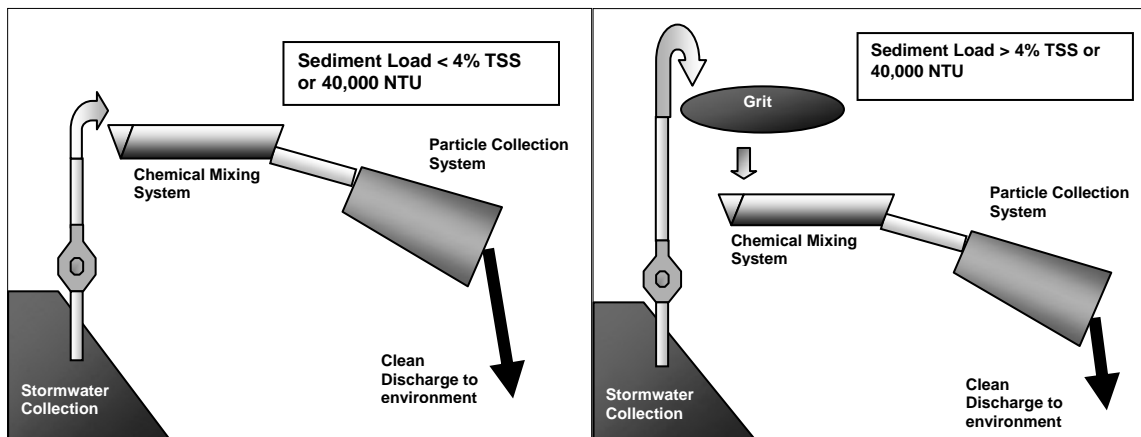 Sediment Load < 4% TSS
or 40,000 NTU
Particle Collection
System
Chemical Mixing
System
Stormwater
Collection
Clean
Discharge to
environment
Sediment Load > 4% TSS or
40,000 NTU
Grit
Particle Collection
System
Chemical Mixing
System
Stormwater
Collection
Clean
Discharge to
environment